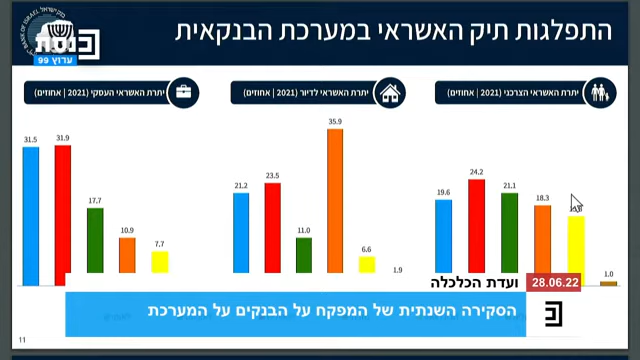 התפלגות תיק האשראי במערכת הבנקאית
כנסת
ערוץ 99
יתרת האשראי הצרכני (2021 | אחוזים)
יתרת האשראי לדיור (2021 | אחוזים)
יתרת האשראי העסקי (2021 | אחוזים)
31.5 31.9 17.7 10.9 7.7
21.2 23.5 11.0 35.9 6.6 1.9
19.6 24.2 21.1 18.3 1.0
28.06.22 ועדת הכלכלה
הסקירה השנתית של המפקח על הבנקים על המערכת
11